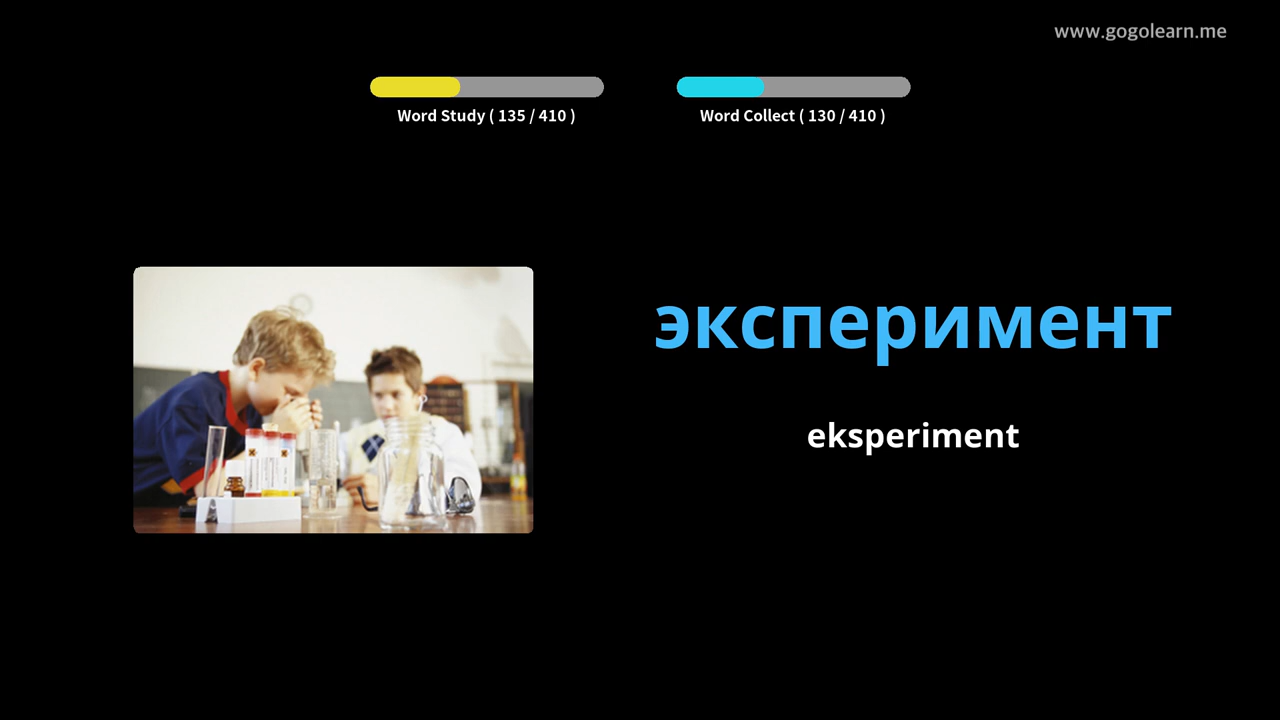 www.gogolearn.me
Word Study ( 135 / 410 )
Word Collect ( 130 / 410 )
эксперимент
eksperiment